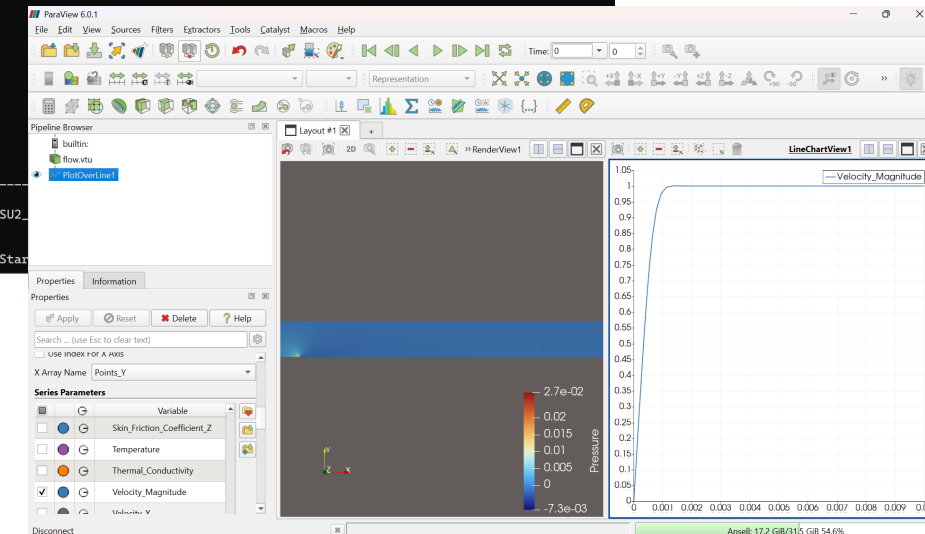 ParaView 6.0.1
File Edit View Sources Filters Extractors Tools Catalyst Macros Help
Time: 0 0
Representation
+90 -90
Pipeline Browser
builtin:
flow.vtu
PlotOverLine1
SU2_
Star
Properties Information
Properties
Apply Reset Delete ? Help
Search ... (use Esc to clear text)
Use Index For X Axis
X Array Name Points_Y
Series Parameters
Variable
Skin_Friction_Coefficient_Z
Temperature
Thermal_Conductivity
Velocity_Magnitude
Velocity_X
Disconnect
Layout #1 +
2D RenderView1
LineChartView1
2.7e-02
0.02
0.015
0.01
0.005
0
-7.3e-03
Pressure
Y
Z X
Velocity_Magnitude
1.05
1
0.95
0.9
0.85
0.8
0.75
0.7
0.65
0.6
0.55
0.5
0.45
0.4
0.35
0.3
0.25
0.2
0.15
0.1
0.05
0
0 0.001 0.002 0.003 0.004 0.005 0.006 0.007 0.008 0.009
Ansell: 17.2 GiB/31.5 GiB 54.6%